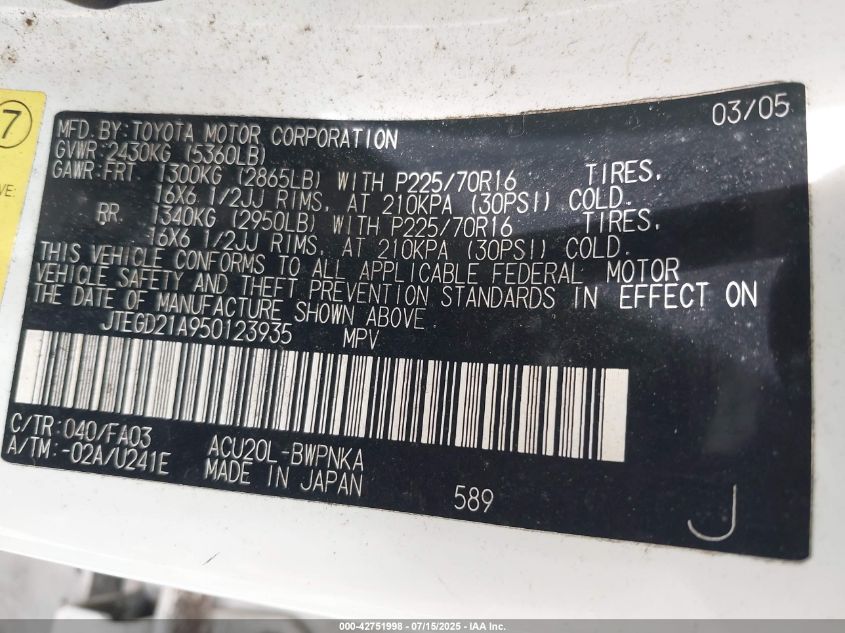 7
VE:
03/05
MFD. BY: TOYOTA MOTOR CORPORATION
GVWR: 2430KG (5360LB)
GAWR: FRT 1300KG (2865LB) WITH P225/70R16 TIRES,
16X6 1/2JJ RIMS, AT 210KPA (30PSI) COLD.
RR. 1340KG (2950LB) WITH P225/70R16 TIRES,
16X6 1/2JJ RIMS, AT 210KPA (30PSI) COLD.
THIS VEHICLE CONFORMS TO ALL APPLICABLE FEDERAL MOTOR
VEHICLE SAFETY AND THEFT PREVENTION STANDARDS IN EFFECT ON
THE DATE OF MANUFACTURE SHOWN ABOVE.
JTEGD21A950123935 MPV
C/TR: 040/FA03 ACU20L-BWPNKA
A/TM: -02A/U241E MADE IN JAPAN
589
J
000-42751998 - 07/15/2025 - IAA Inc.